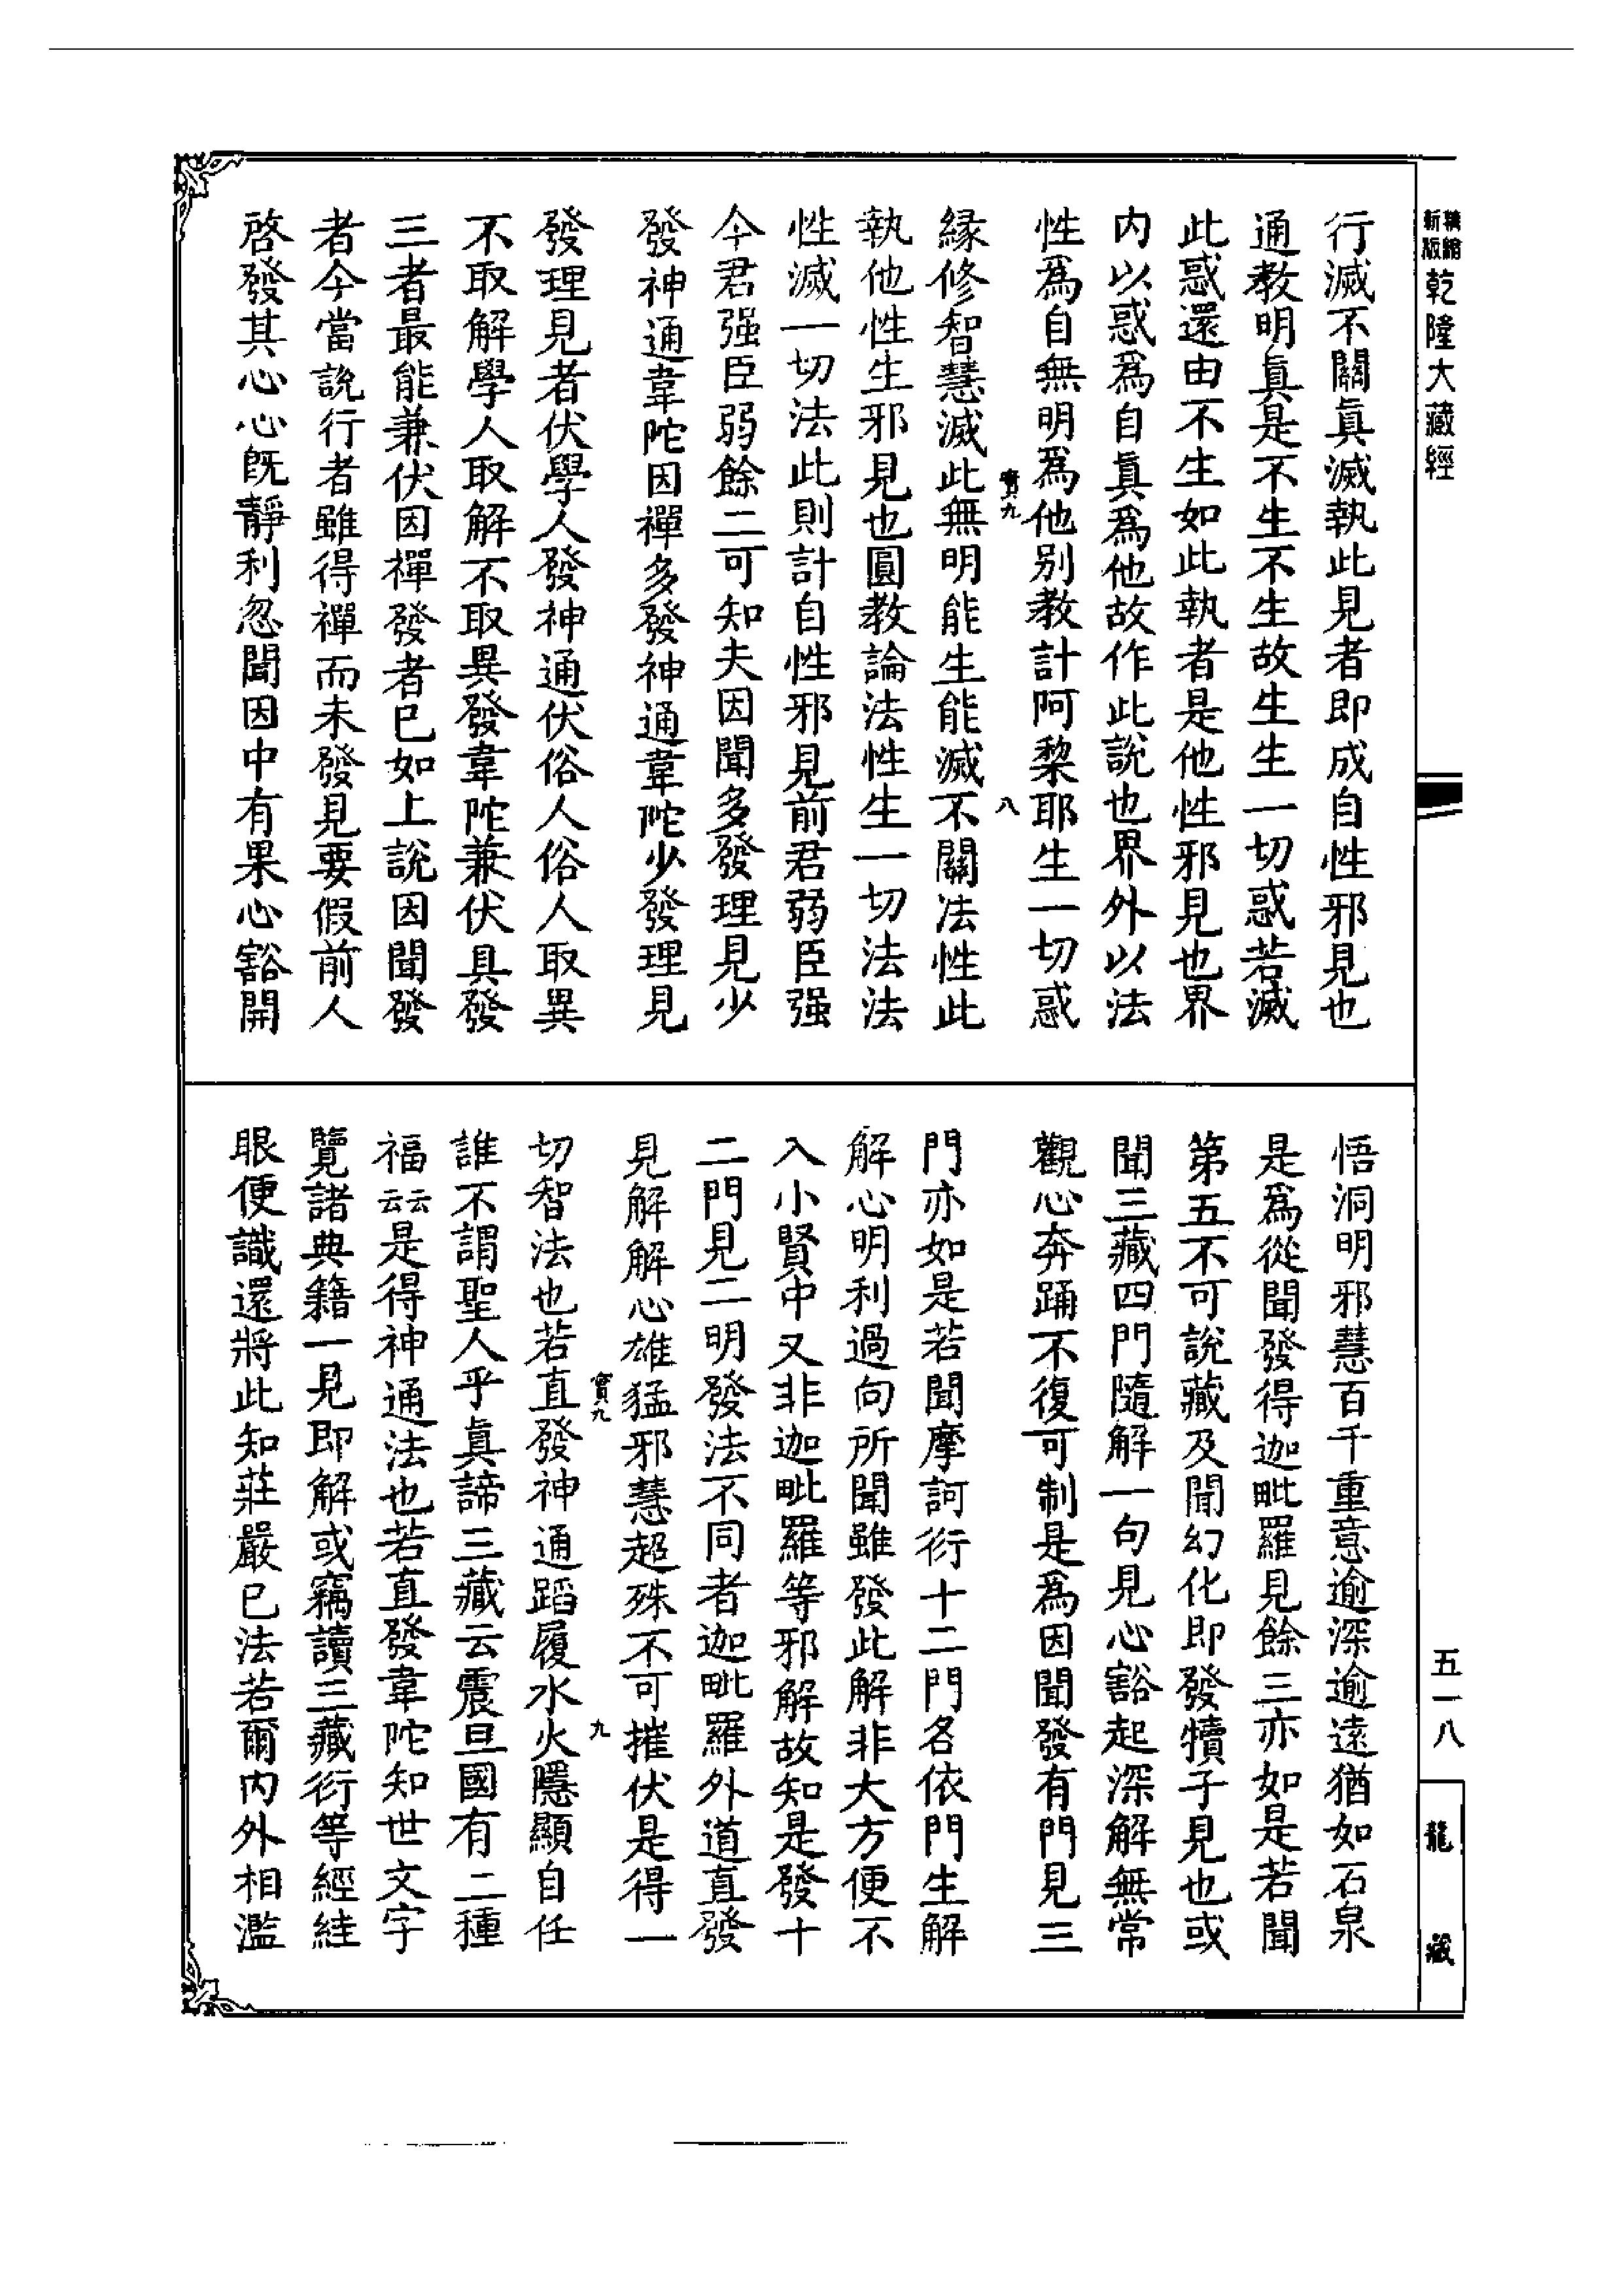 精縮新版乾隆大藏經
行滅不關真滅執此見者即成自性邪見也
通教明真是不生不生故生生一切惑若滅
此惑還由不生如此執者是他性邪見也界
内以惑爲自真爲他故作此說也界外以法
性爲自無明爲他别教計阿黎耶生一切惑
寶九
八
緣修智慧滅此無明能生能滅不關法性此
執他性生邪見也圓教論法性生一切法法
性滅一切法此則計自性邪見前君弱臣强
今君强臣弱餘二可知夫因聞多發理見少
發神通韋陀因禪多發神通韋陀少發理見
發理見者伏學人發神通伏俗人俗人取異
不取解學人取解不取異發韋陀兼伏具發
三者最能兼伏因禪發者已如上說因聞發
者今當說行者雖得禪而未發見要假前人
啓發其心心旣靜利忽聞因中有果心豁開
悟洞明邪慧百千重意逾深逾遠猶如石泉
是爲從聞發得迦毗羅見餘三亦如是若聞
第五不可說藏及聞幻化即發犢子見也或
聞三藏四門隨解一句見心豁起深解無常
觀心奔踊不復可制是爲因聞發有門見三
門亦如是若聞摩訶衍十二門各依門生解
解心明利過向所聞雖發此解非大方便不
入小賢中又非迦毗羅等邪解故知是發十
二門見二明發法不同者迦毗羅外道直發
見解解心雄猛邪慧超殊不可摧伏是得一
寶九
九
切智法也若直發神通蹈履水火隱顯自任
誰不謂聖人乎真諦三藏云震旦國有二種
福云云是得神通法也若直發韋陀知世文字
覽諸典籍一見即解或竊讀三藏衍等經絓
眼便識還將此知莊嚴已法若爾内外相濫
五一八
龍藏